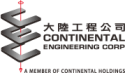 大陸工程公司
CONTINENTAL
ENGINEERING CORP
A MEMBER OF CONTINENTAL HOLDINGS